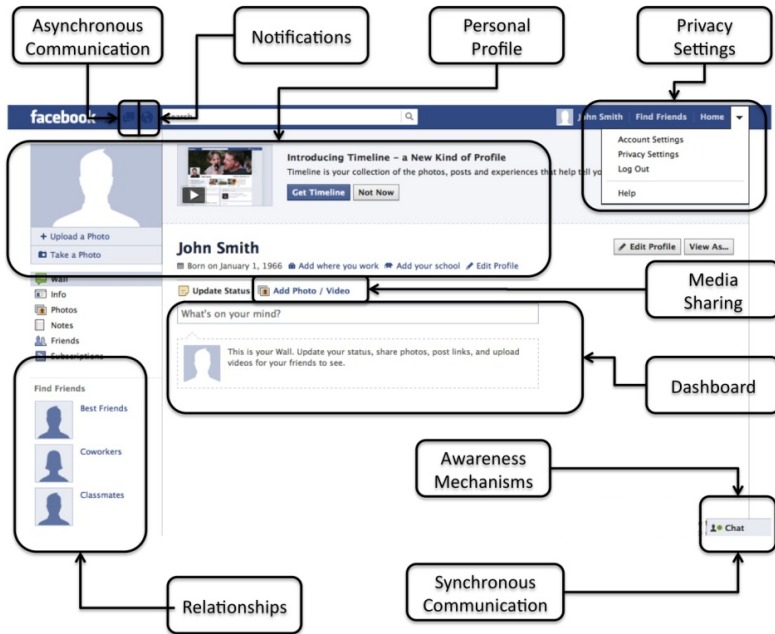 Asynchronous
Communication
Notifications
Personal
Profile
Privacy
Settings
facebook
John Smith Find Friends Home
Account Settings
Privacy Settings
Log Out
Help
Introducing Timeline – a New Kind of Profile
Timeline is your collection of the photos, posts and experiences that help tell yo
Get Timeline Not Now
+ Upload a Photo
Take a Photo
John Smith
Edit Profile View As...
Born on January 1, 1966 Add where you work Add your school Edit Profile
Wall
Info
Photos
Notes
Friends
Subscriptions
Update Status Add Photo / Video
What's on your mind?
This is your Wall. Update your status, share photos, post links, and upload
videos for your friends to see.
Media
Sharing
Dashboard
Find Friends
Best Friends
Coworkers
Classmates
Awareness
Mechanisms
Chat
Relationships
Synchronous
Communication